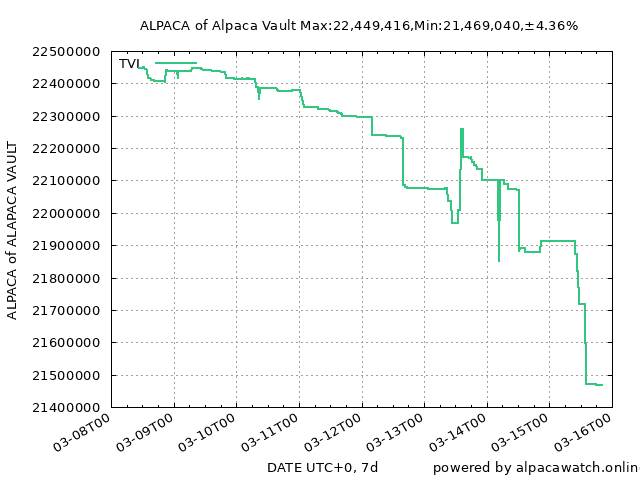 ALPACA of Alpaca Vault Max:22,449,416,Min:21,469,040,±4.36%
TVL
22500000
22400000
22300000
22200000
22100000
22000000
21900000
21800000
21700000
21600000
21500000
21400000
ALPACA of ALAPACA VAULT
03-08T00
03-09T00
03-10T00
03-11T00
03-12T00
03-13T00
03-14T00
03-15T00
03-16T00
DATE UTC+0, 7d
powered by alpacawatch.online